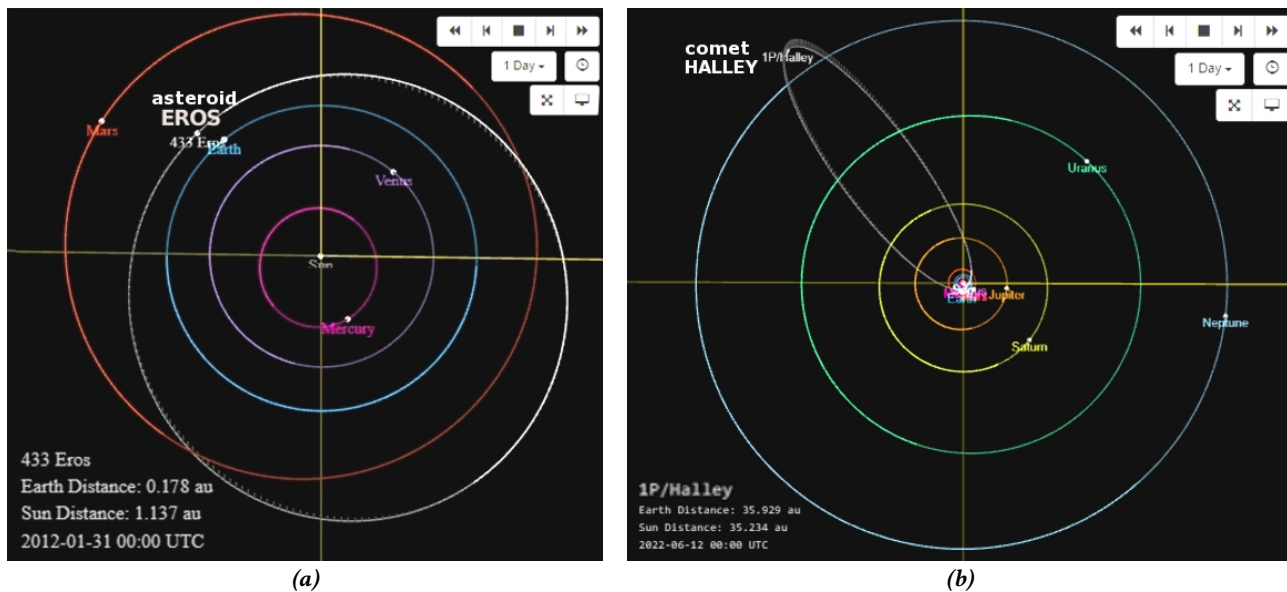 1 Day
asteroid
EROS
433 Eros
Mars
Earth
Venus
Sun
Mercury
433 Eros
Earth Distance: 0.178 au
Sun Distance: 1.137 au
2012-01-31 00:00 UTC
(a)
1 Day
comet
HALLEY
1P/Halley
Uranus
Earth
Jupiter
Neptune
Saturn
1P/Halley
Earth Distance: 35.929 au
Sun Distance: 35.234 au
2022-06-12 00:00 UTC
(b)